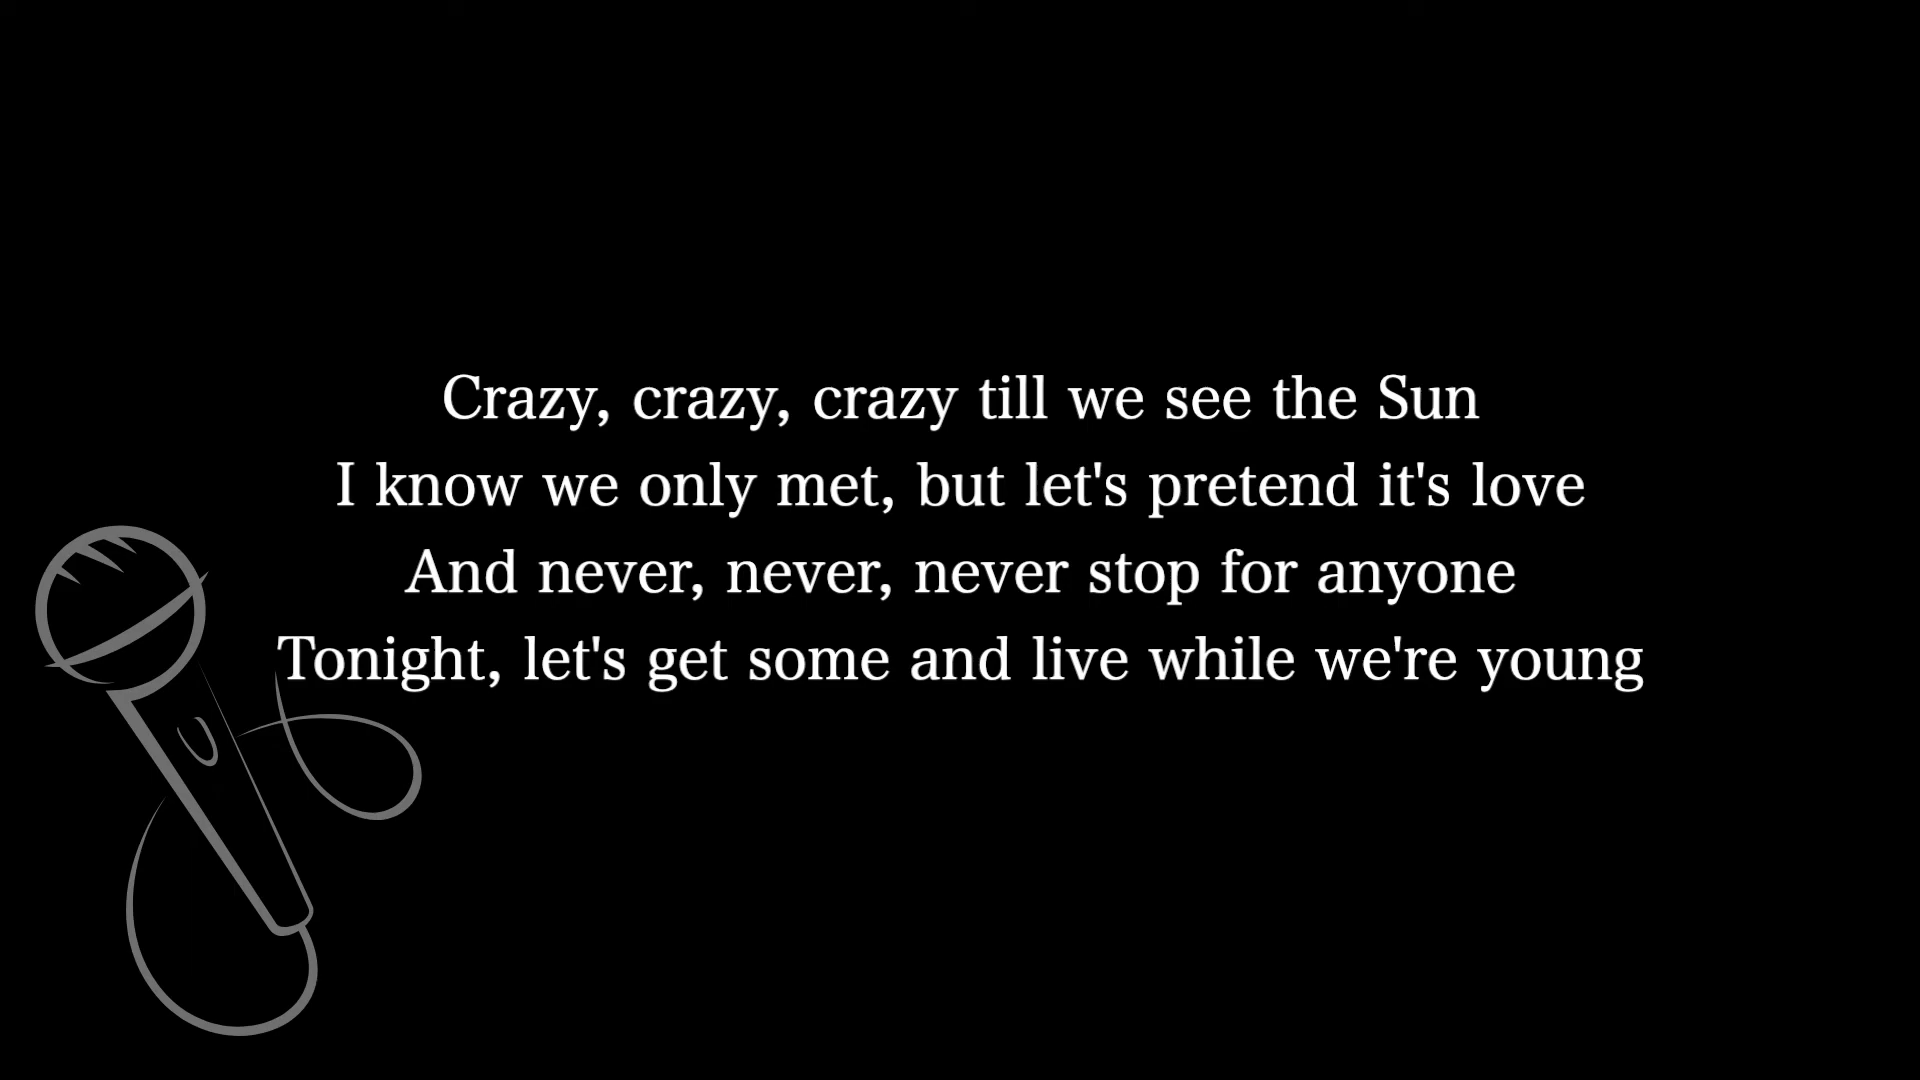 Crazy, crazy, crazy till we see the Sun
I know we only met, but let's pretend it's love
And never, never, never stop for anyone
Tonight, let's get some and live while we're young